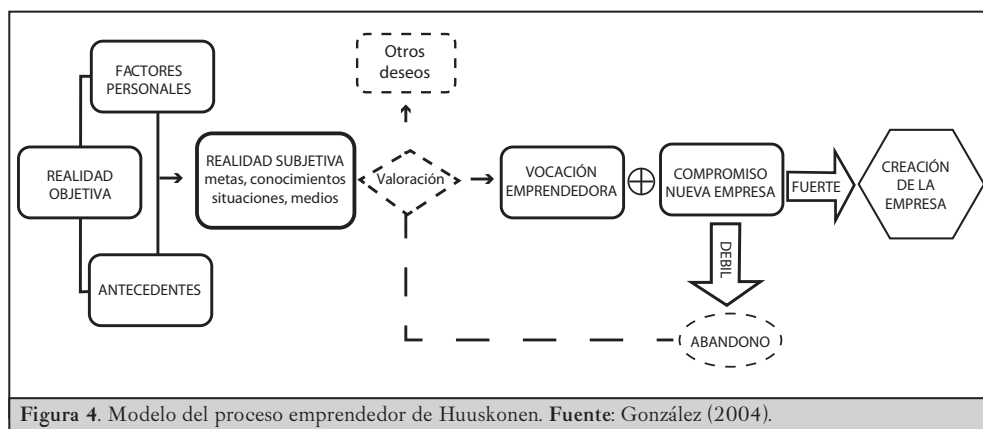 Otros
deseos
FACTORES
PERSONALES
REALIDAD
OBJETIVA
ANTECEDENTES
REALIDAD SUBJETIVA
metas, conocimientos
situaciones, medios
Valoración
VOCACIÓN
EMPRENDEDORA
COMPROMISO
NUEVA EMPRESA
FUERTE
CREACIÓN
DE LA
EMPRESA
DEBIL
ABANDONO
Figura 4. Modelo del proceso emprendedor de Huuskonen. Fuente: González (2004).